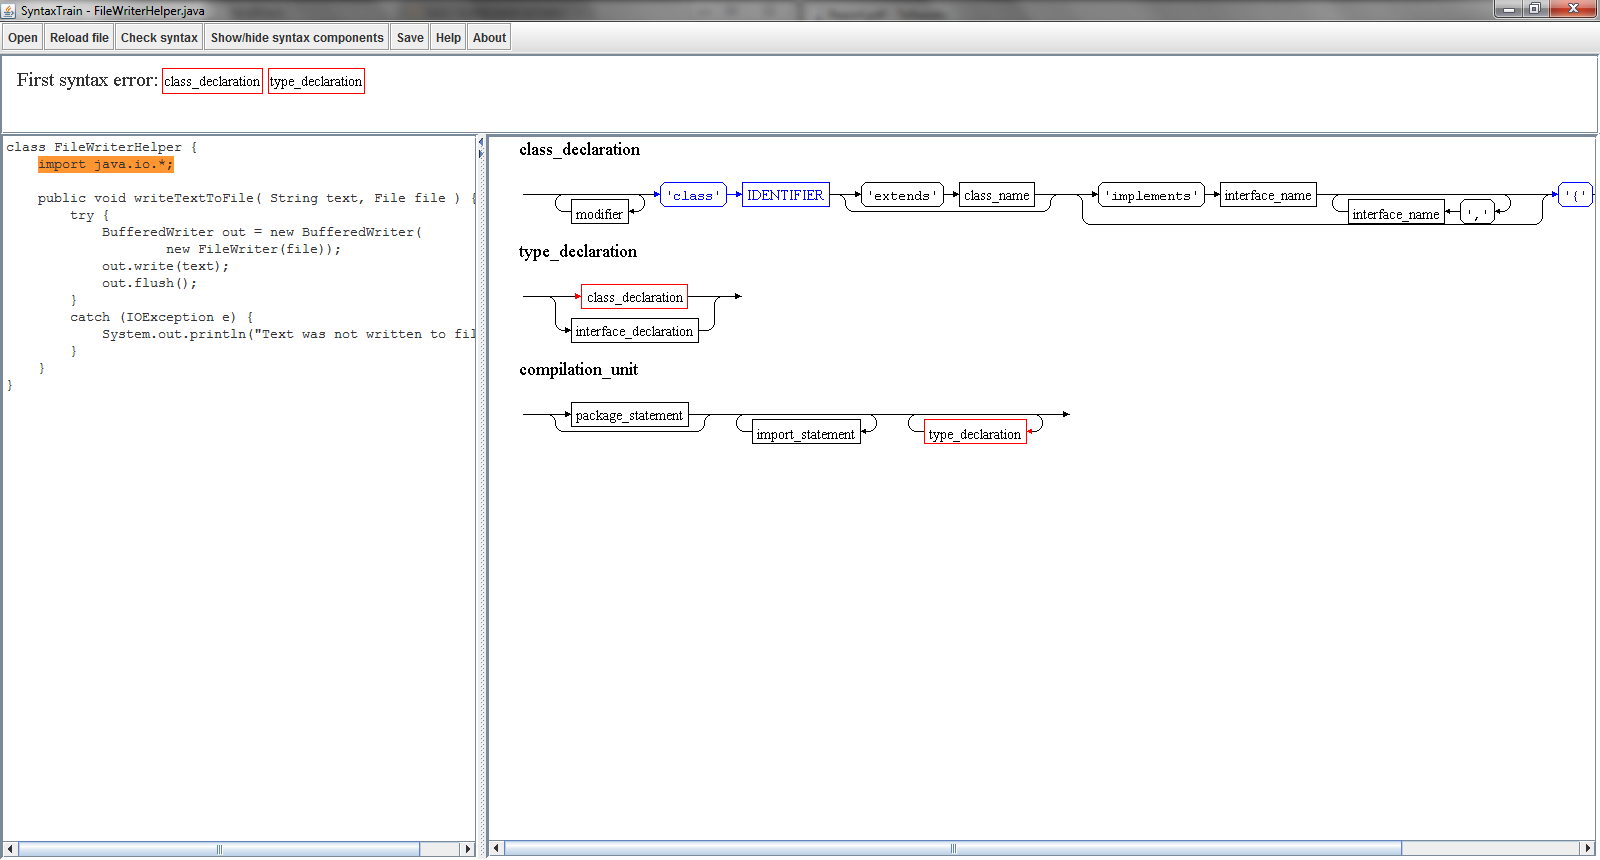 SyntaxTrain - FileWriterHelper.java
Open Reload file Check syntax Show/hide syntax components Save Help About
First syntax error: class_declaration type_declaration
class FileWriterHelper {
import java.io.*;
public void writeTextToFile( String text, File file ) {
try {
BufferedWriter out = new BufferedWriter(
new FileWriter(file));
out.write(text);
out.flush();
}
catch (IOException e) {
System.out.println("Text was not written to fil
}
}
}
class_declaration
modifier 'class' IDENTIFIER 'extends' class_name 'implements' interface_name interface_name ',' '{'
type_declaration
class_declaration
interface_declaration
compilation_unit
package_statement import_statement type_declaration